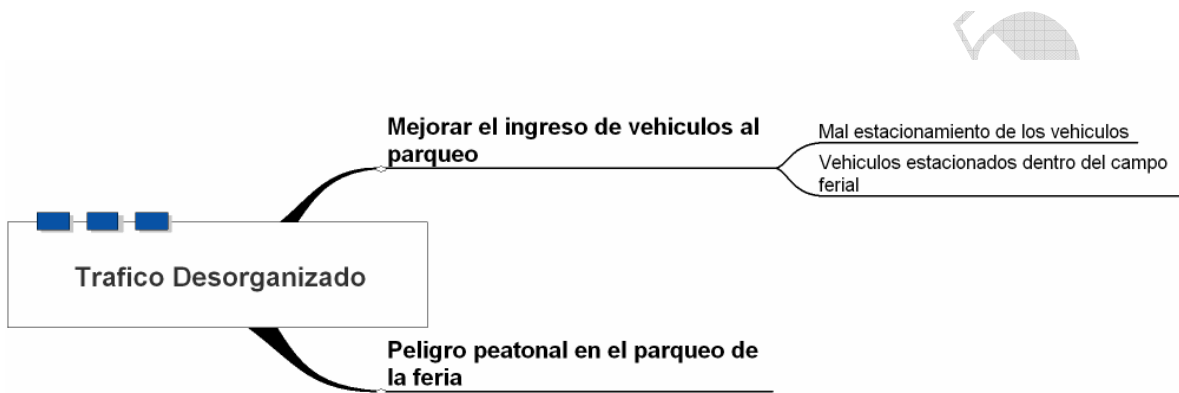 Mejorar el ingreso de vehiculos al
parqueo
Mal estacionamiento de los vehiculos
Vehiculos estacionados dentro del campo
ferial
Trafico Desorganizado
Peligro peatonal en el parqueo de
la feria